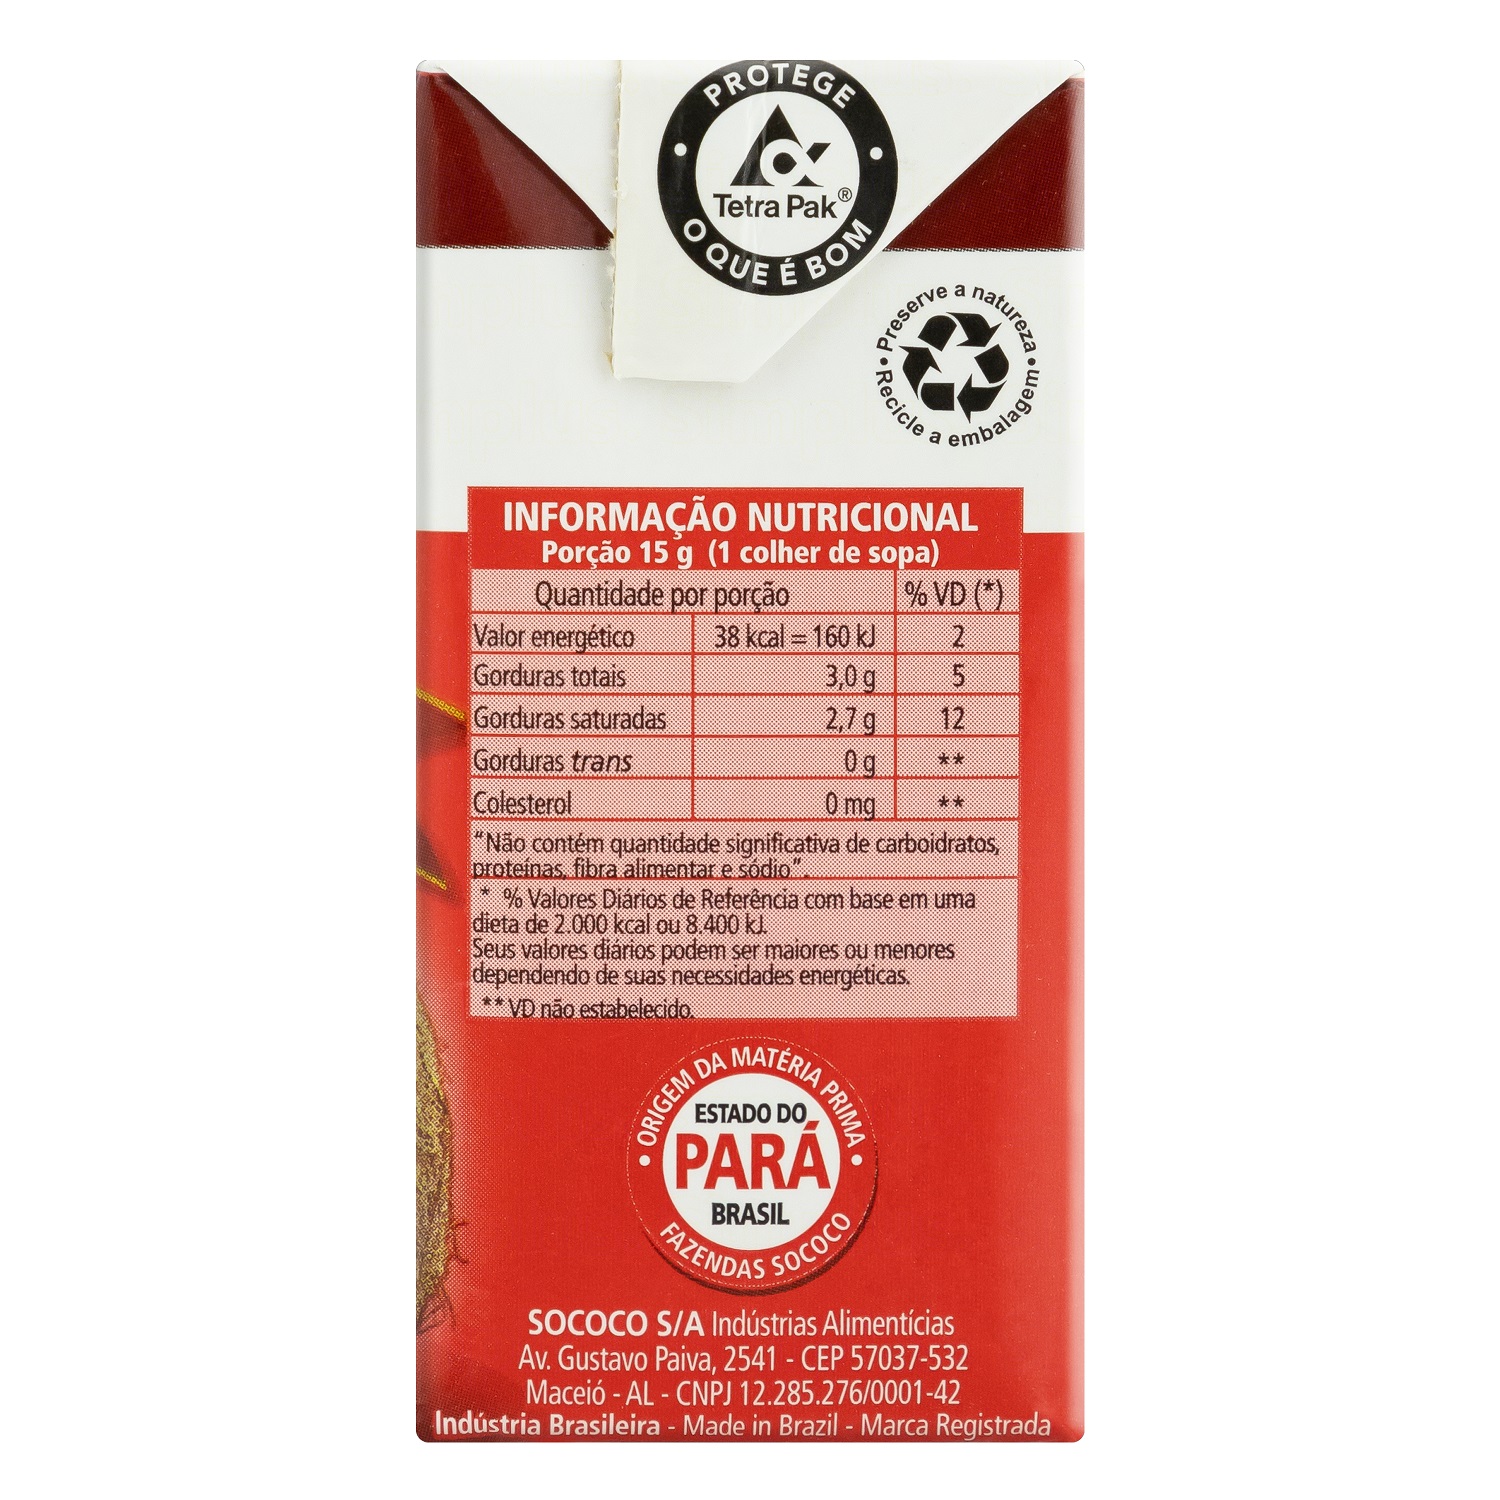 PROTEGE
Tetra Pak®
O QUE É BOM
• Preserve a natureza •
Recicle a embalagem
INFORMAÇÃO NUTRICIONAL
Porção 15 g (1 colher de sopa)
Quantidade por porção % VD (*)
Valor energético 38 kcal = 160 kJ 2
Gorduras totais 3,0 g 5
Gorduras saturadas 2,7 g 12
Gorduras trans 0 g **
Colesterol 0 mg **
"Não contém quantidade significativa de carboidratos,
proteínas, fibra alimentar e sódio".
* % Valores Diários de Referência com base em uma
dieta de 2.000 kcal ou 8.400 kJ.
Seus valores diários podem ser maiores ou menores
dependendo de suas necessidades energéticas.
** VD não estabelecido.
• ORIGEM DA MATÉRIA PRIMA •
ESTADO DO
PARÁ
BRASIL
FAZENDAS SOCOCO
SOCOCO S/A Indústrias Alimentícias
Av. Gustavo Paiva, 2541 - CEP 57037-532
Maceió - AL - CNPJ 12.285.276/0001-42
Indústria Brasileira - Made in Brazil - Marca Registrada